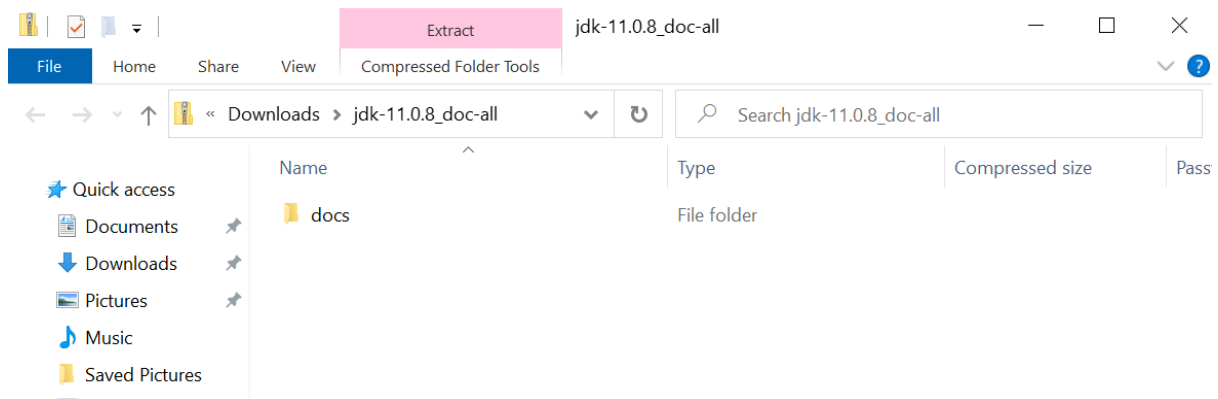 Extract
jdk-11.0.8_doc-all
File
Home
Share
View
Compressed Folder Tools
?
« Downloads > jdk-11.0.8_doc-all
Search jdk-11.0.8_doc-all
Name
Type
Compressed size
Pass
Quick access
docs
File folder
Documents
Downloads
Pictures
Music
Saved Pictures